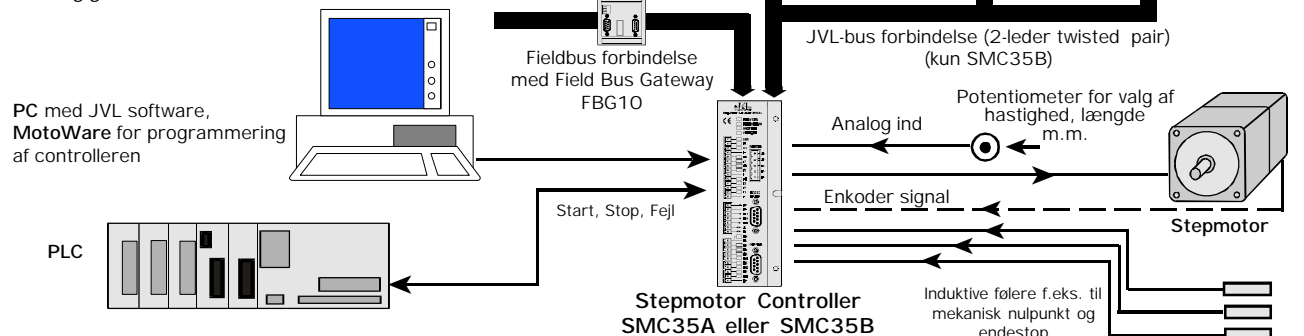 JVL-bus forbindelse (2-leder twisted pair)
(kun SMC35B)
Fieldbus forbindelse
med Field Bus Gateway
FBG10
PC med JVL software,
MotoWare for programmering
af controlleren
Potentiometer for valg af
hastighed, længde
m.m.
Analog ind
Enkoder signal
Start, Stop, Fejl
Stepmotor
PLC
Stepmotor Controller
SMC35A eller SMC35B
Induktive følere f.eks. til
mekanisk nulpunkt og
endestop